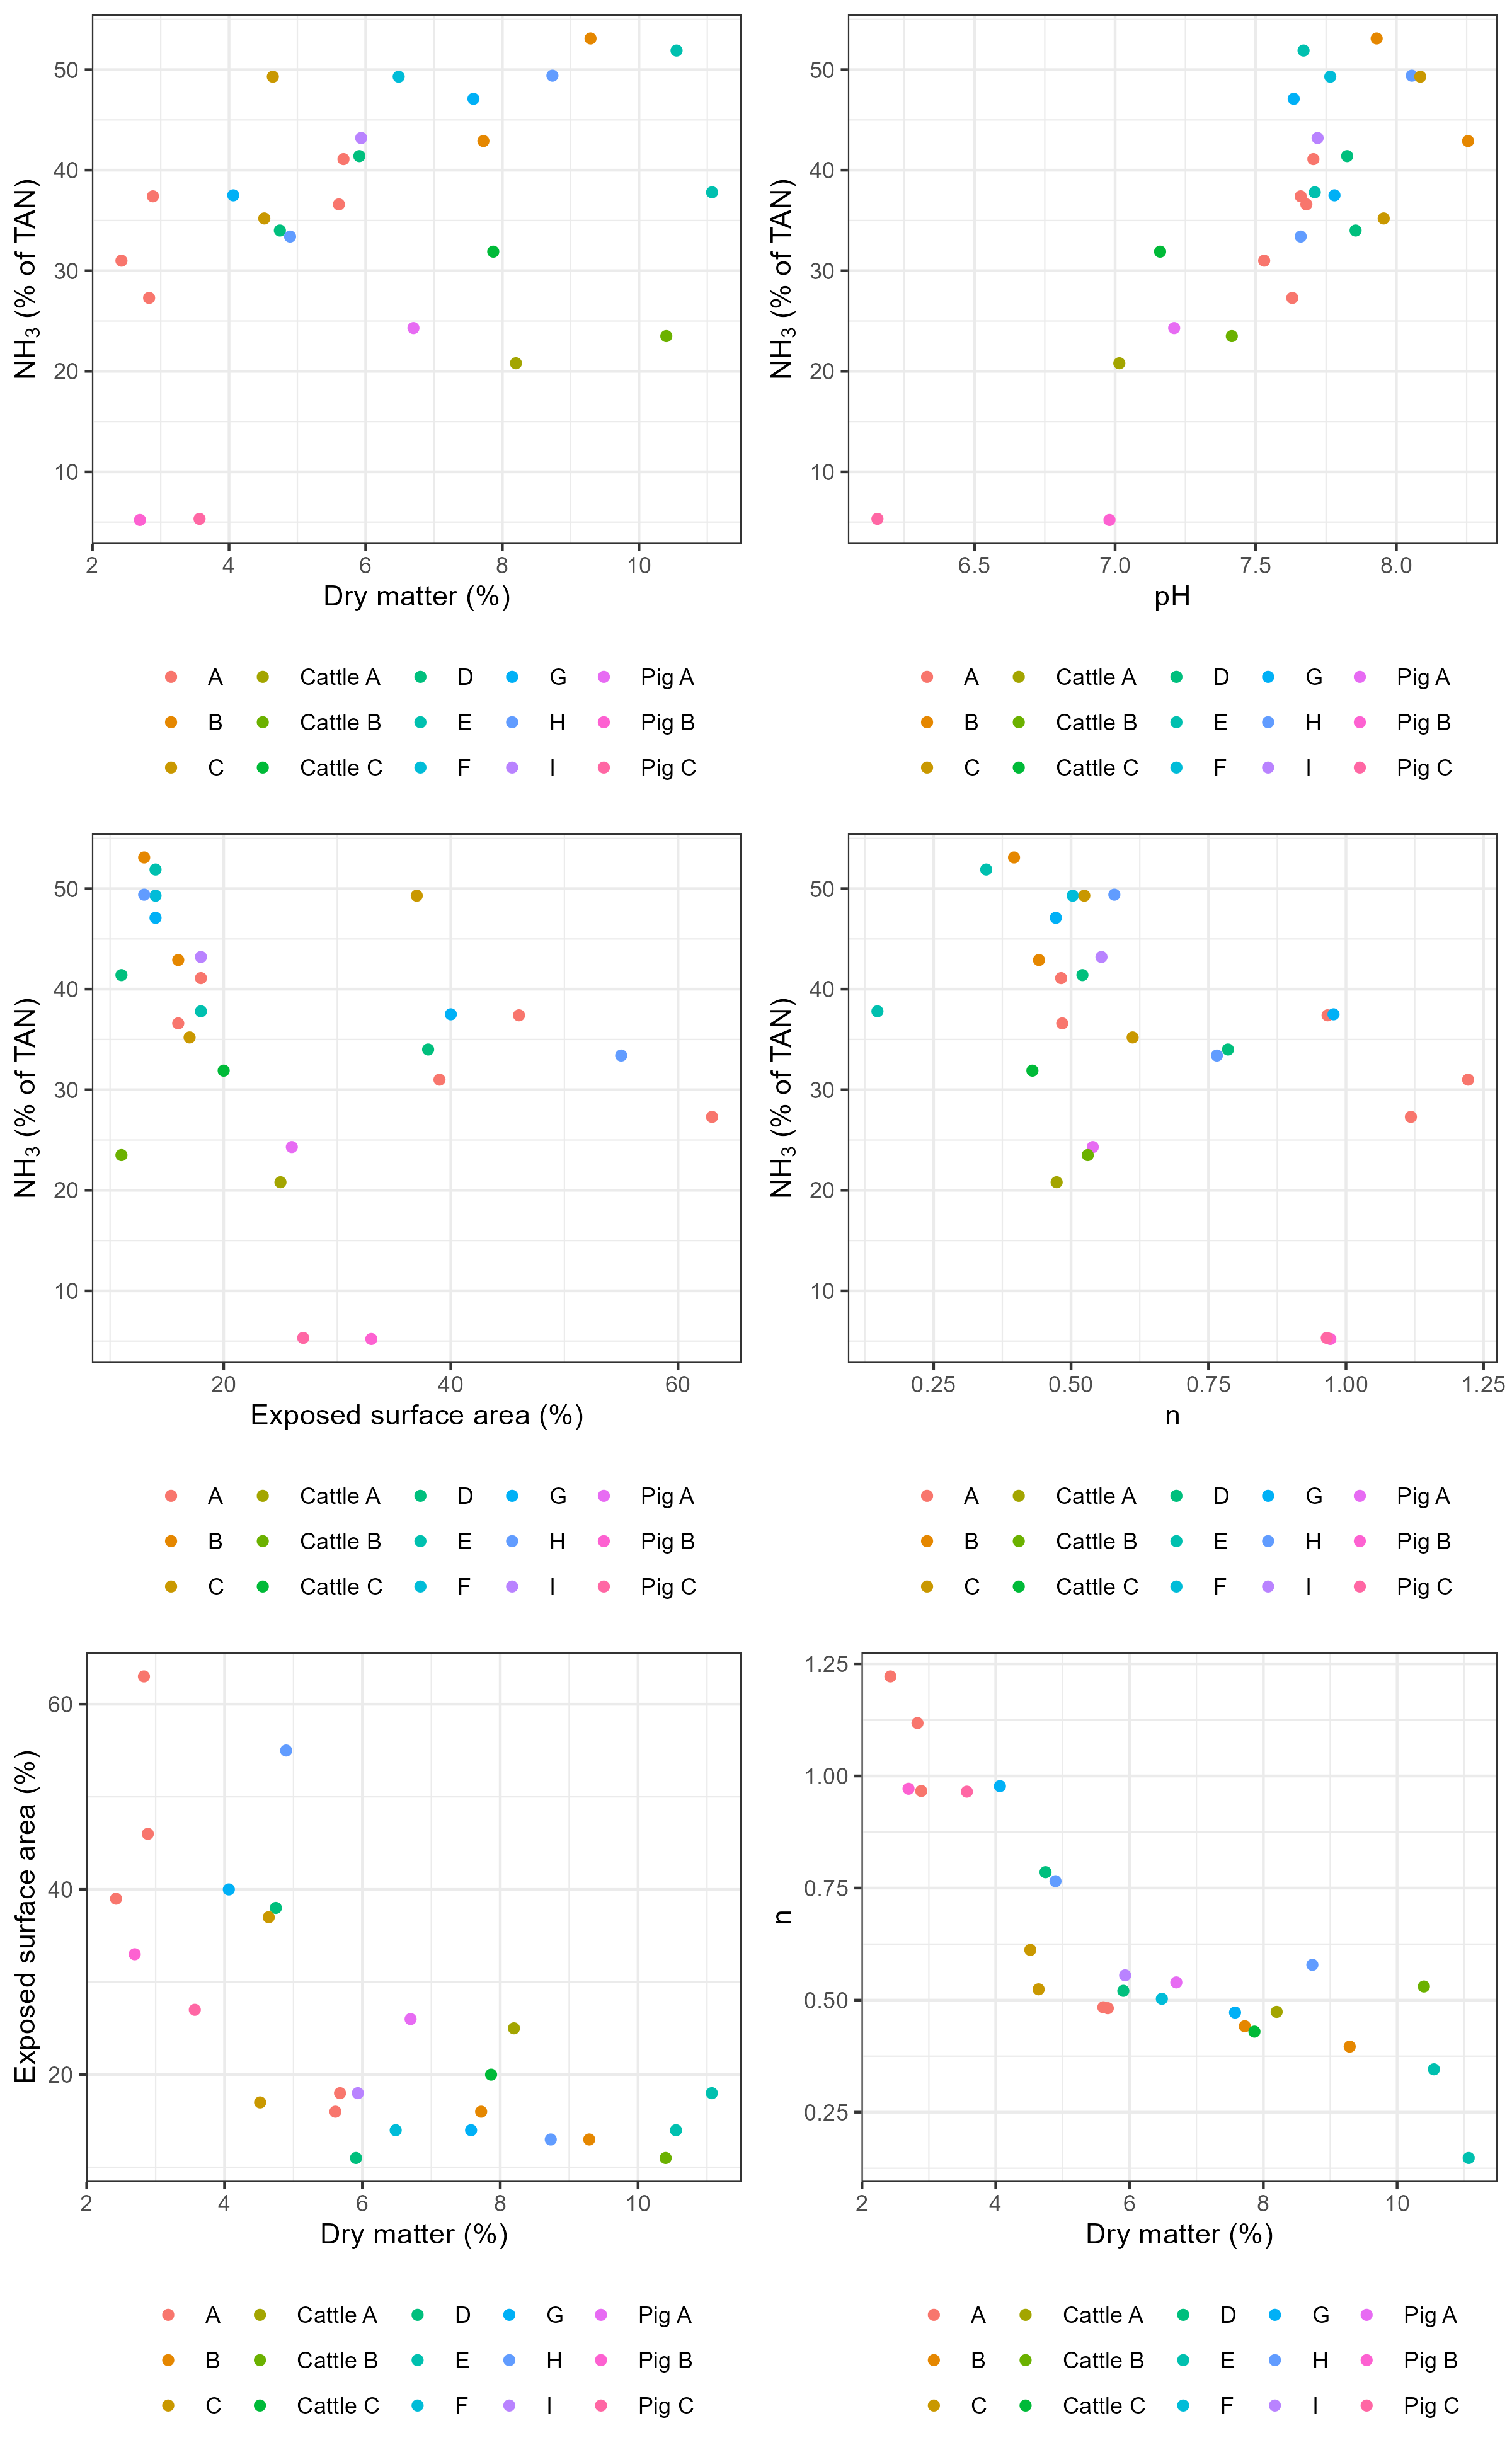 NH3 (% of TAN)
50
40
30
20
10
2 4 6 8 10
Dry matter (%)
A Cattle A D G Pig A
B Cattle B E H Pig B
C Cattle C F I Pig C
NH3 (% of TAN)
50
40
30
20
10
6.5 7.0 7.5 8.0
pH
A Cattle A D G Pig A
B Cattle B E H Pig B
C Cattle C F I Pig C
NH3 (% of TAN)
50
40
30
20
10
20 40 60
Exposed surface area (%)
A Cattle A D G Pig A
B Cattle B E H Pig B
C Cattle C F I Pig C
NH3 (% of TAN)
50
40
30
20
10
0.25 0.50 0.75 1.00 1.25
n
A Cattle A D G Pig A
B Cattle B E H Pig B
C Cattle C F I Pig C
Exposed surface area (%)
60
40
20
2 4 6 8 10
Dry matter (%)
A Cattle A D G Pig A
B Cattle B E H Pig B
C Cattle C F I Pig C
n
1.25
1.00
0.75
0.50
0.25
2 4 6 8 10
Dry matter (%)
A Cattle A D G Pig A
B Cattle B E H Pig B
C Cattle C F I Pig C